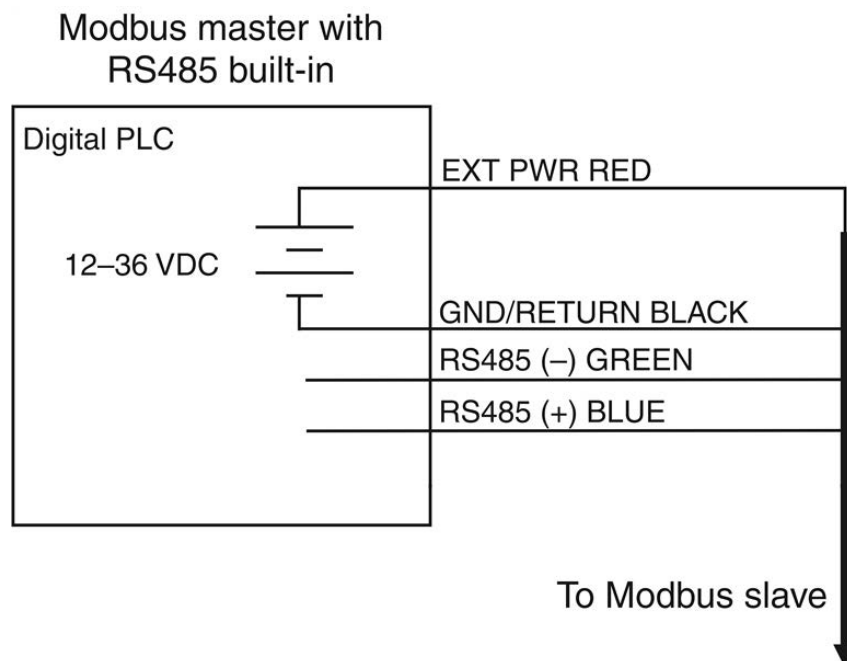 Modbus master with
RS485 built-in
Digital PLC
EXT PWR RED
12–36 VDC
GND/RETURN BLACK
RS485 (–) GREEN
RS485 (+) BLUE
To Modbus slave